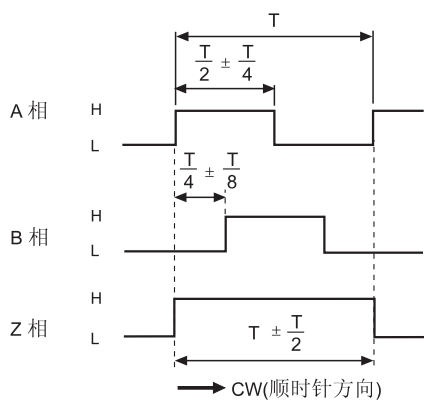 T
T/2 ± T/4
A 相 H
L
T/4 ± T/8
B 相 H
L
Z 相 H
L
T ± T/2
CW(顺时针方向)